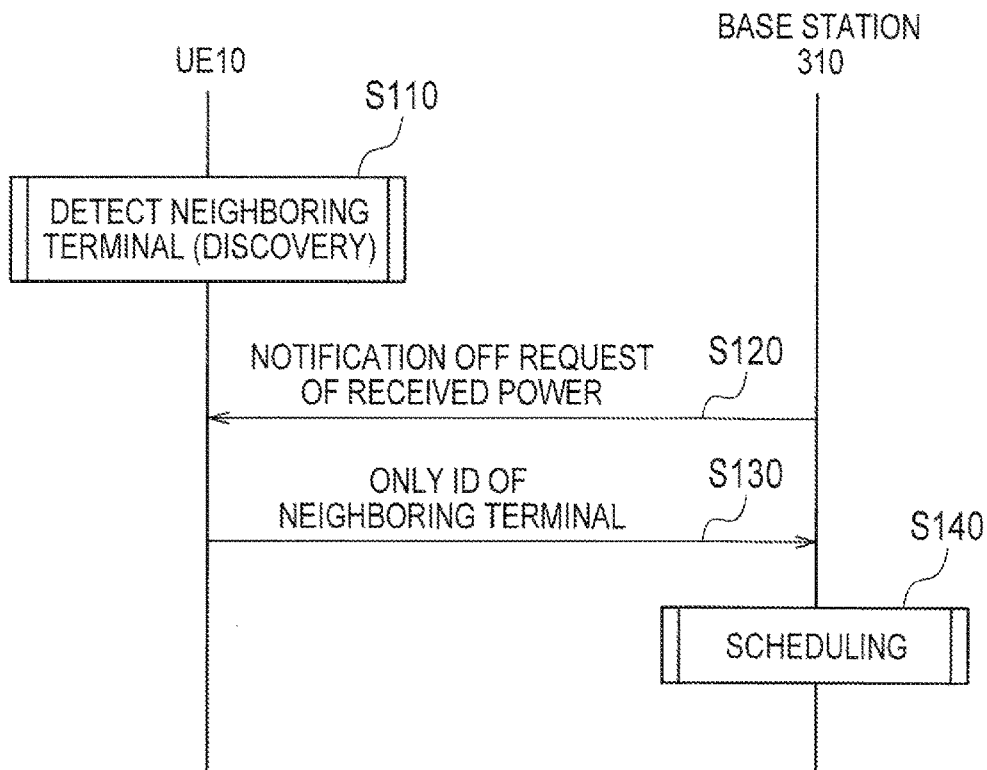 BASE STATION
310
UE10
S110
DETECT NEIGHBORING
TERMINAL (DISCOVERY)
NOTIFICATION OFF REQUEST
OF RECEIVED POWER
S120
ONLY ID OF
NEIGHBORING TERMINAL
S130
S140
SCHEDULING